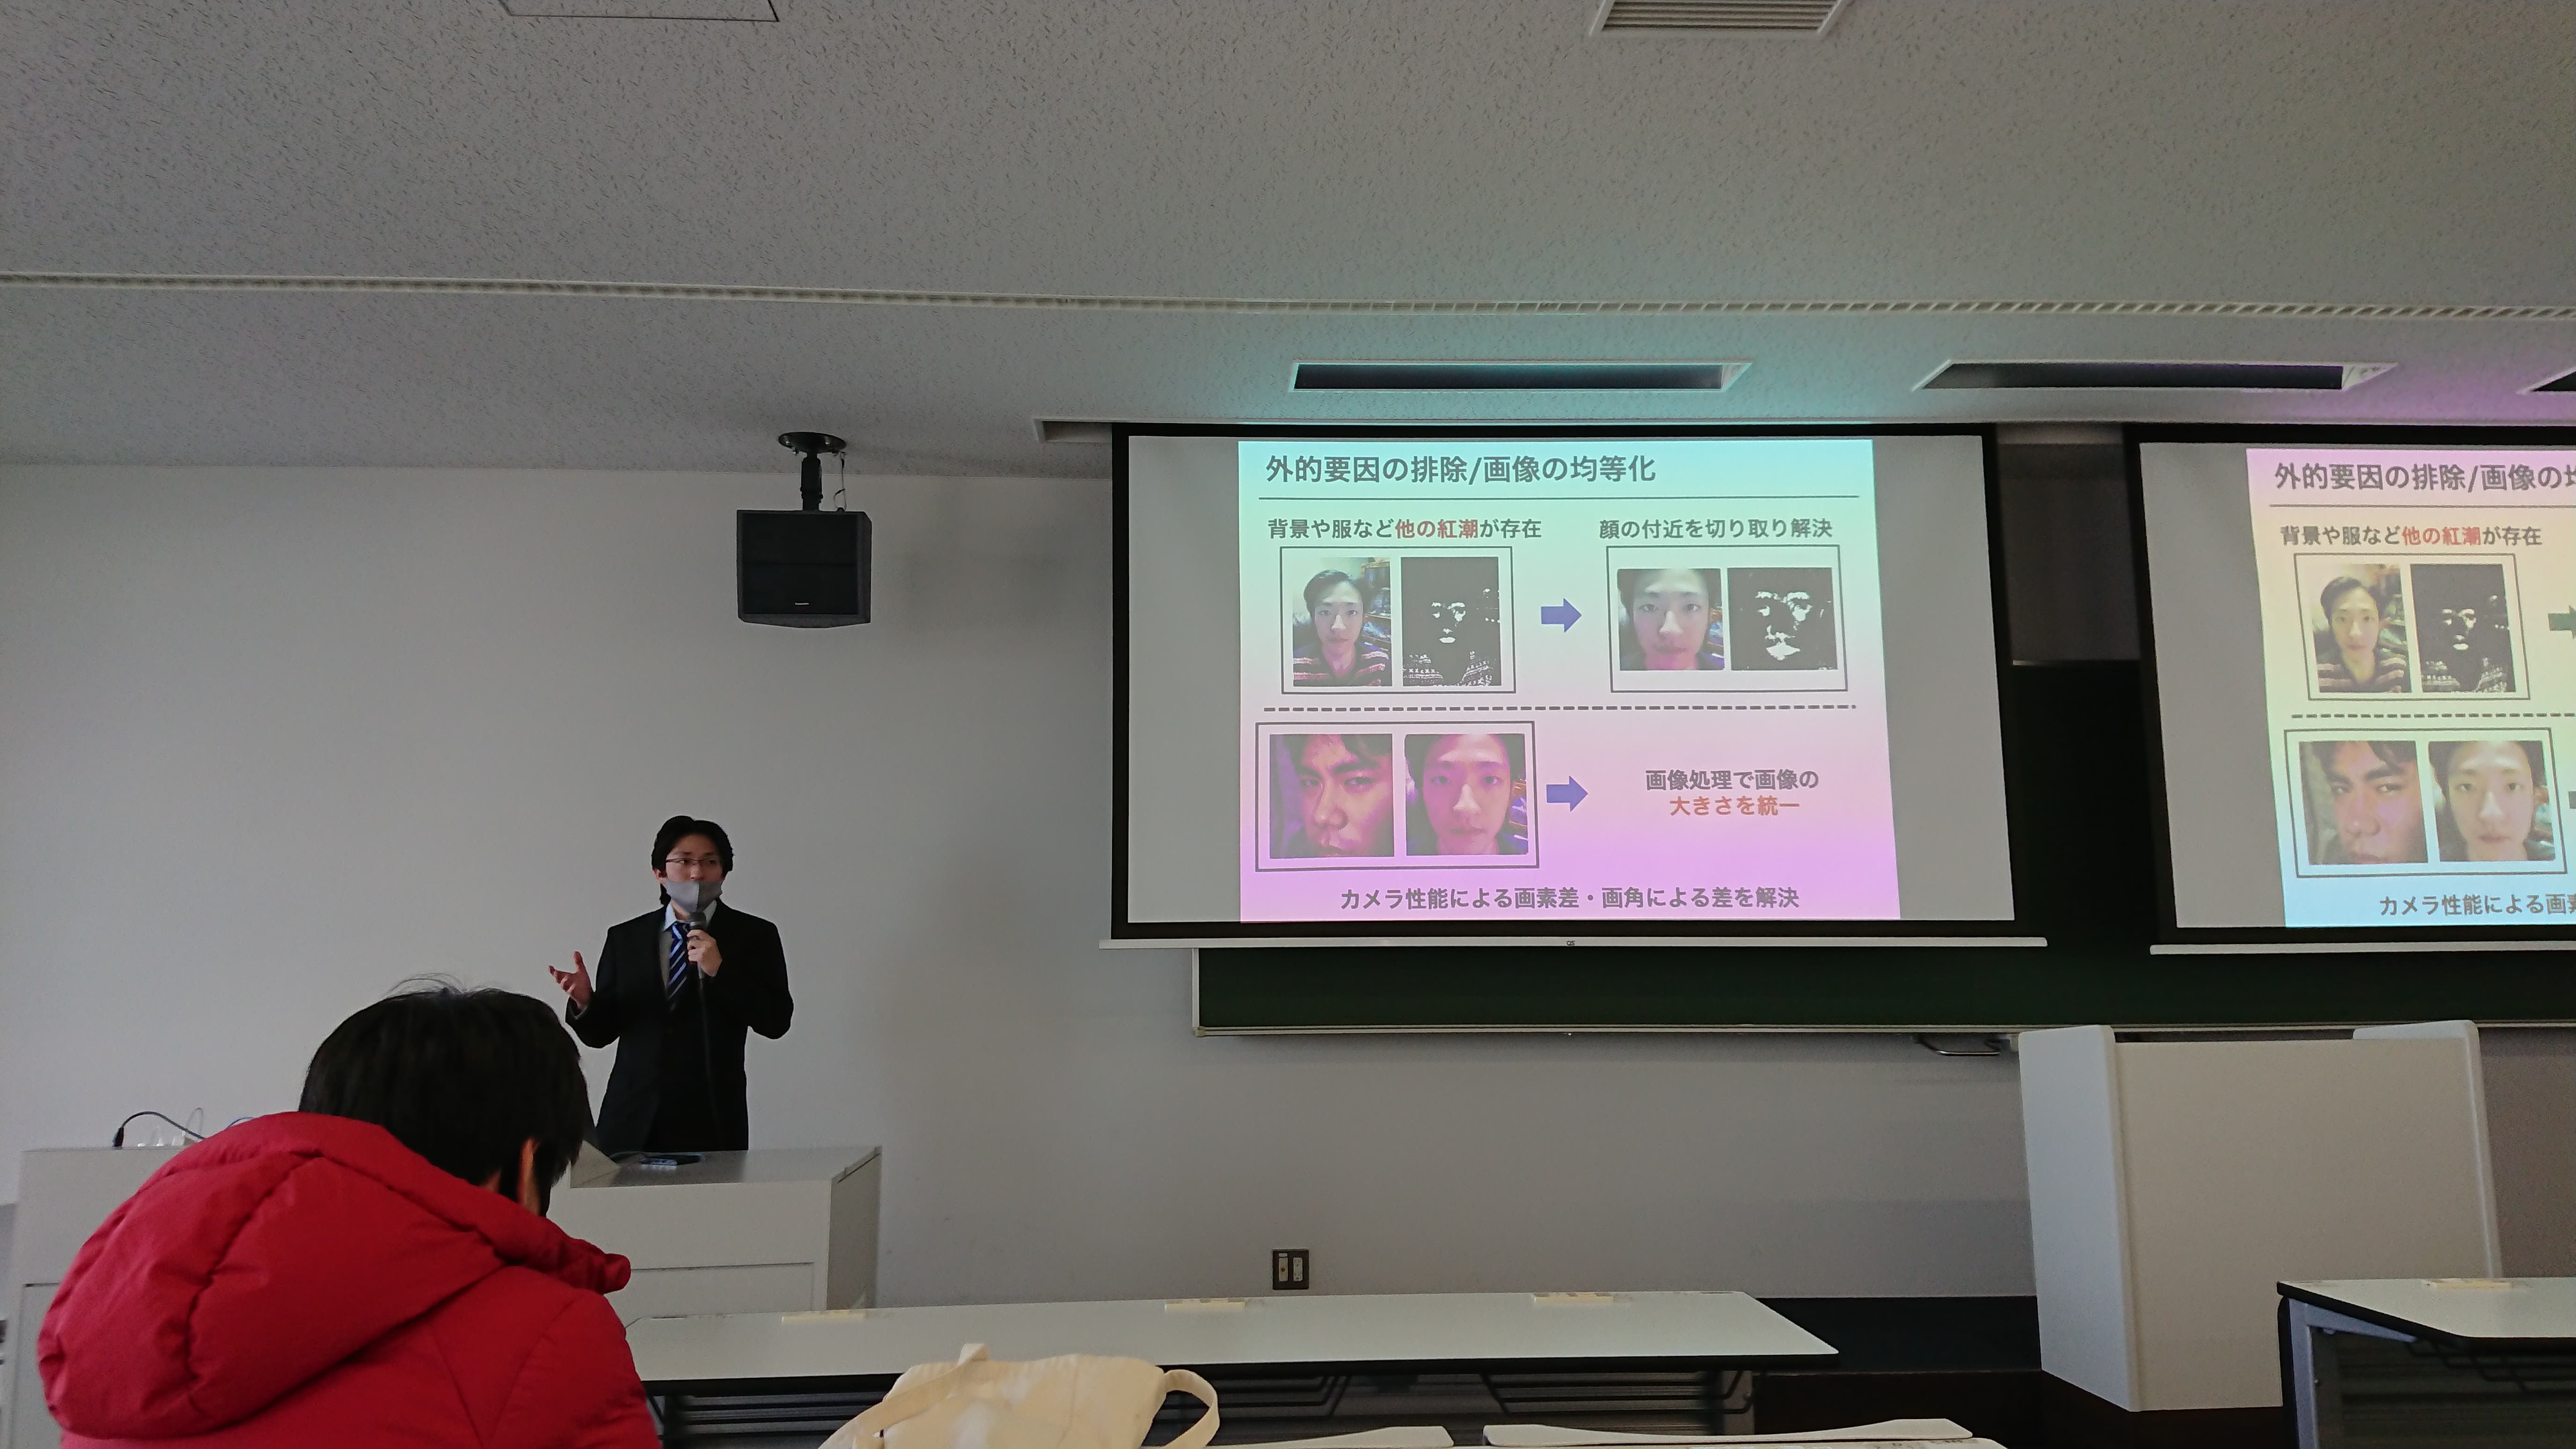 外的要因の排除/画像の均等化
背景や服など他の紅潮が存在
顔の付近を切り取り解決
画像処理で画像の
大きさを統一
カメラ性能による画素差・画角による差を解決
外的要因の排除/画像の
背景や服など他の紅潮が存在
カメラ性能による画